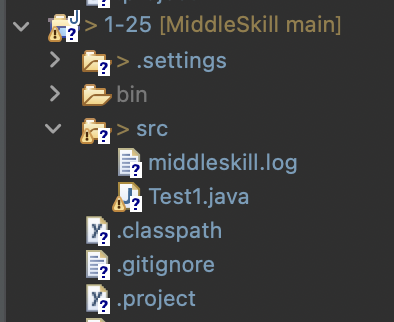 > 1-25 [MiddleSkill main]
> .settings
bin
> src
middleskill.log
Test1.java
.classpath
.gitignore
.project